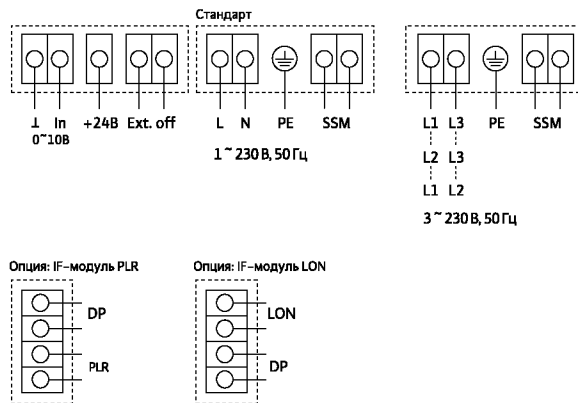 Стандарт
⊥ In +24В Ext. off L N PE SSM L1 L3 PE SSM
0~10В
1 ~ 230 В, 50 Гц
L2 L3
L1 L2
3 ~ 230 В, 50 Гц
Опция: IF-модуль PLR
DP
PLR
Опция: IF-модуль LON
LON
DP